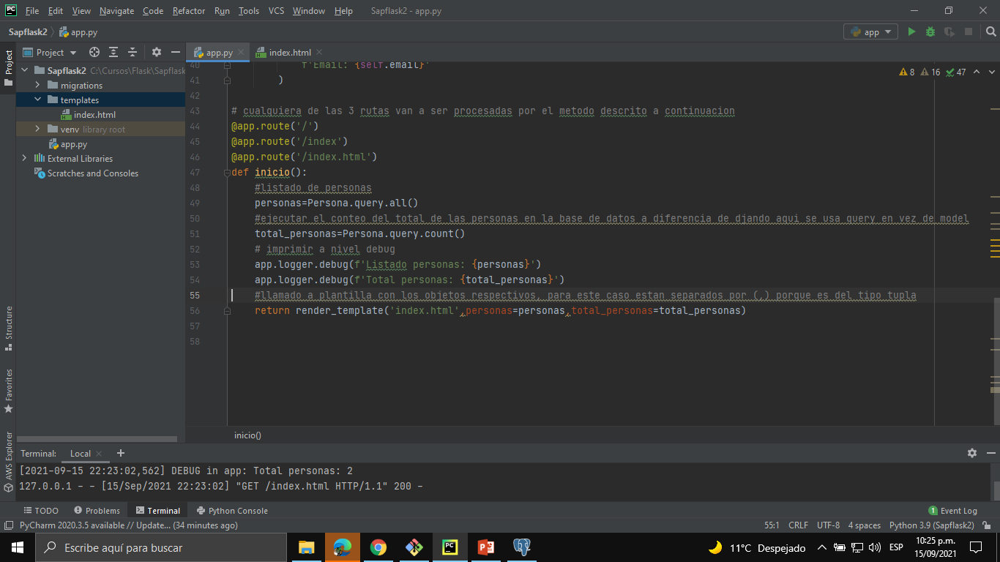 PC File Edit View Navigate Code Refactor Run Tools VCS Window Help Sapflask2 - app.py
Sapflask2 app.py app
Project app.py index.html
Project
Sapflask2 C:\Cursos\Flask\Sapflask
migrations
templates
index.html
venv library root
app.py
External Libraries
Scratches and Consoles
Structure
Favorites
AWS Explorer
8 16 47
40 f'Email: {self.email}'
41 )
42
43 # cualquiera de las 3 rutas van a ser procesadas por el metodo descrito a continuacion
44 @app.route('/')
45 @app.route('/index')
46 @app.route('/index.html')
47 def inicio():
48 #listado de personas
49 personas=Persona.query.all()
50 #ejecutar el conteo del total de las personas en la base de datos a diferencia de djando aqui se usa query en vez de model
51 total_personas=Persona.query.count()
52 # imprimir a nivel debug
53 app.logger.debug(f'Listado personas: {personas}')
54 app.logger.debug(f'Total personas: {total_personas}')
55 #llamado a plantilla con los objetos respectivos, para este caso estan separados por (,) porque es del tipo tupla
56 return render_template('index.html',personas=personas,total_personas=total_personas)
57
58
inicio()
Terminal: Local +
[2021-09-15 22:23:02,562] DEBUG in app: Total personas: 2
127.0.0.1 - - [15/Sep/2021 22:23:02] "GET /index.html HTTP/1.1" 200 -
TODO Problems Terminal Python Console 1 Event Log
PyCharm 2020.3.5 available // Update... (34 minutes ago) 55:1 CRLF UTF-8 4 spaces Python 3.9 (Sapflask2)
Escribe aquí para buscar PC 11°C Despejado ESP 10:25 p.m.
15/09/2021